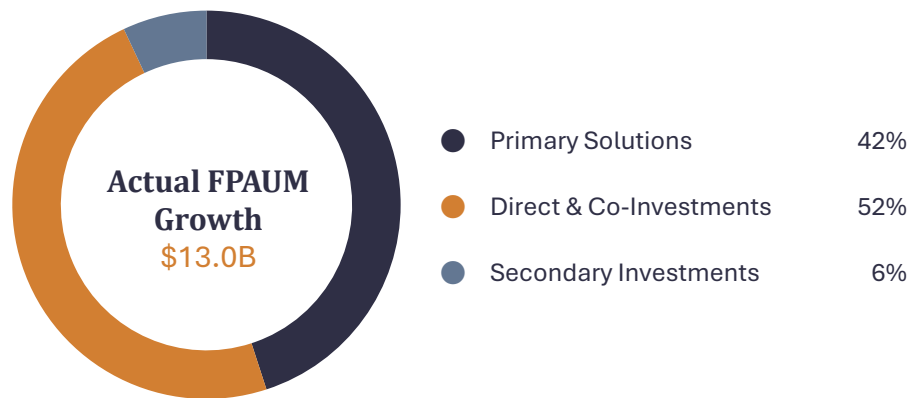 Actual FPAUM
Growth
$13.0B
Primary Solutions 42%
Direct & Co-Investments 52%
Secondary Investments 6%